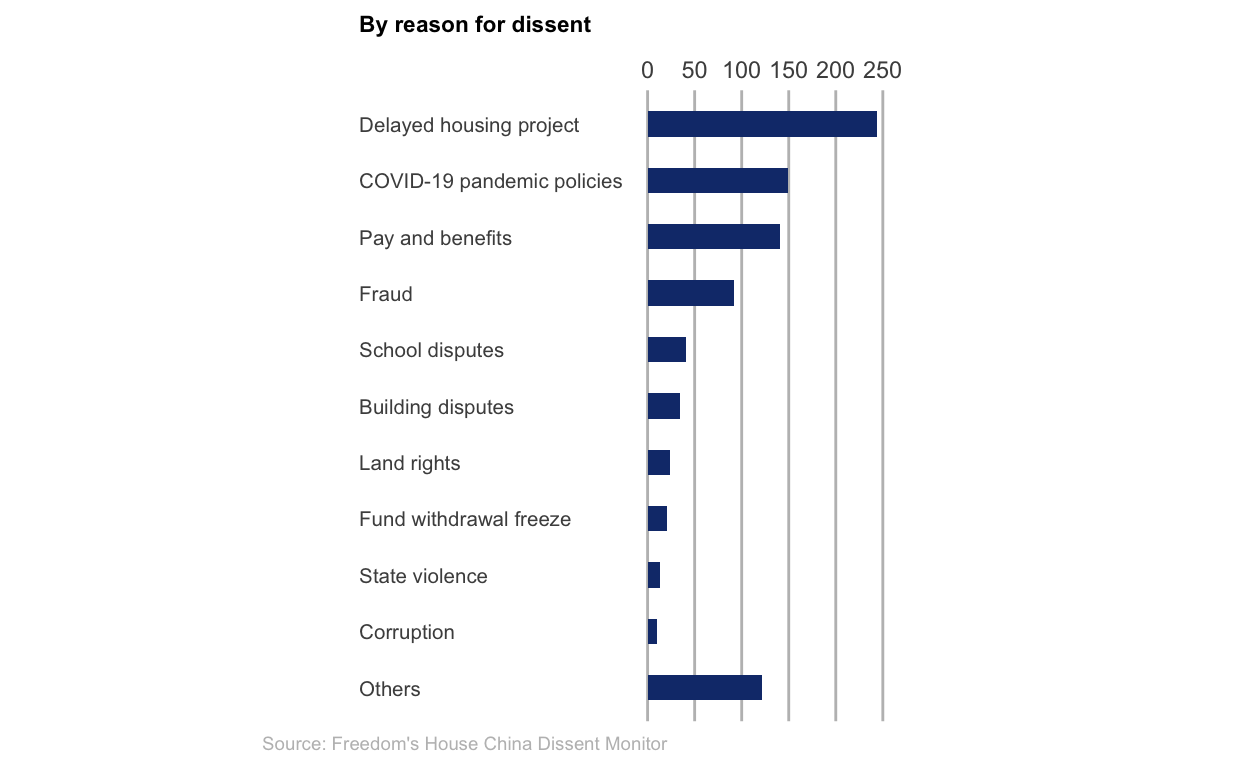 By reason for dissent
0 50 100 150 200 250
Delayed housing project
COVID-19 pandemic policies
Pay and benefits
Fraud
School disputes
Building disputes
Land rights
Fund withdrawal freeze
State violence
Corruption
Others
Source: Freedom's House China Dissent Monitor